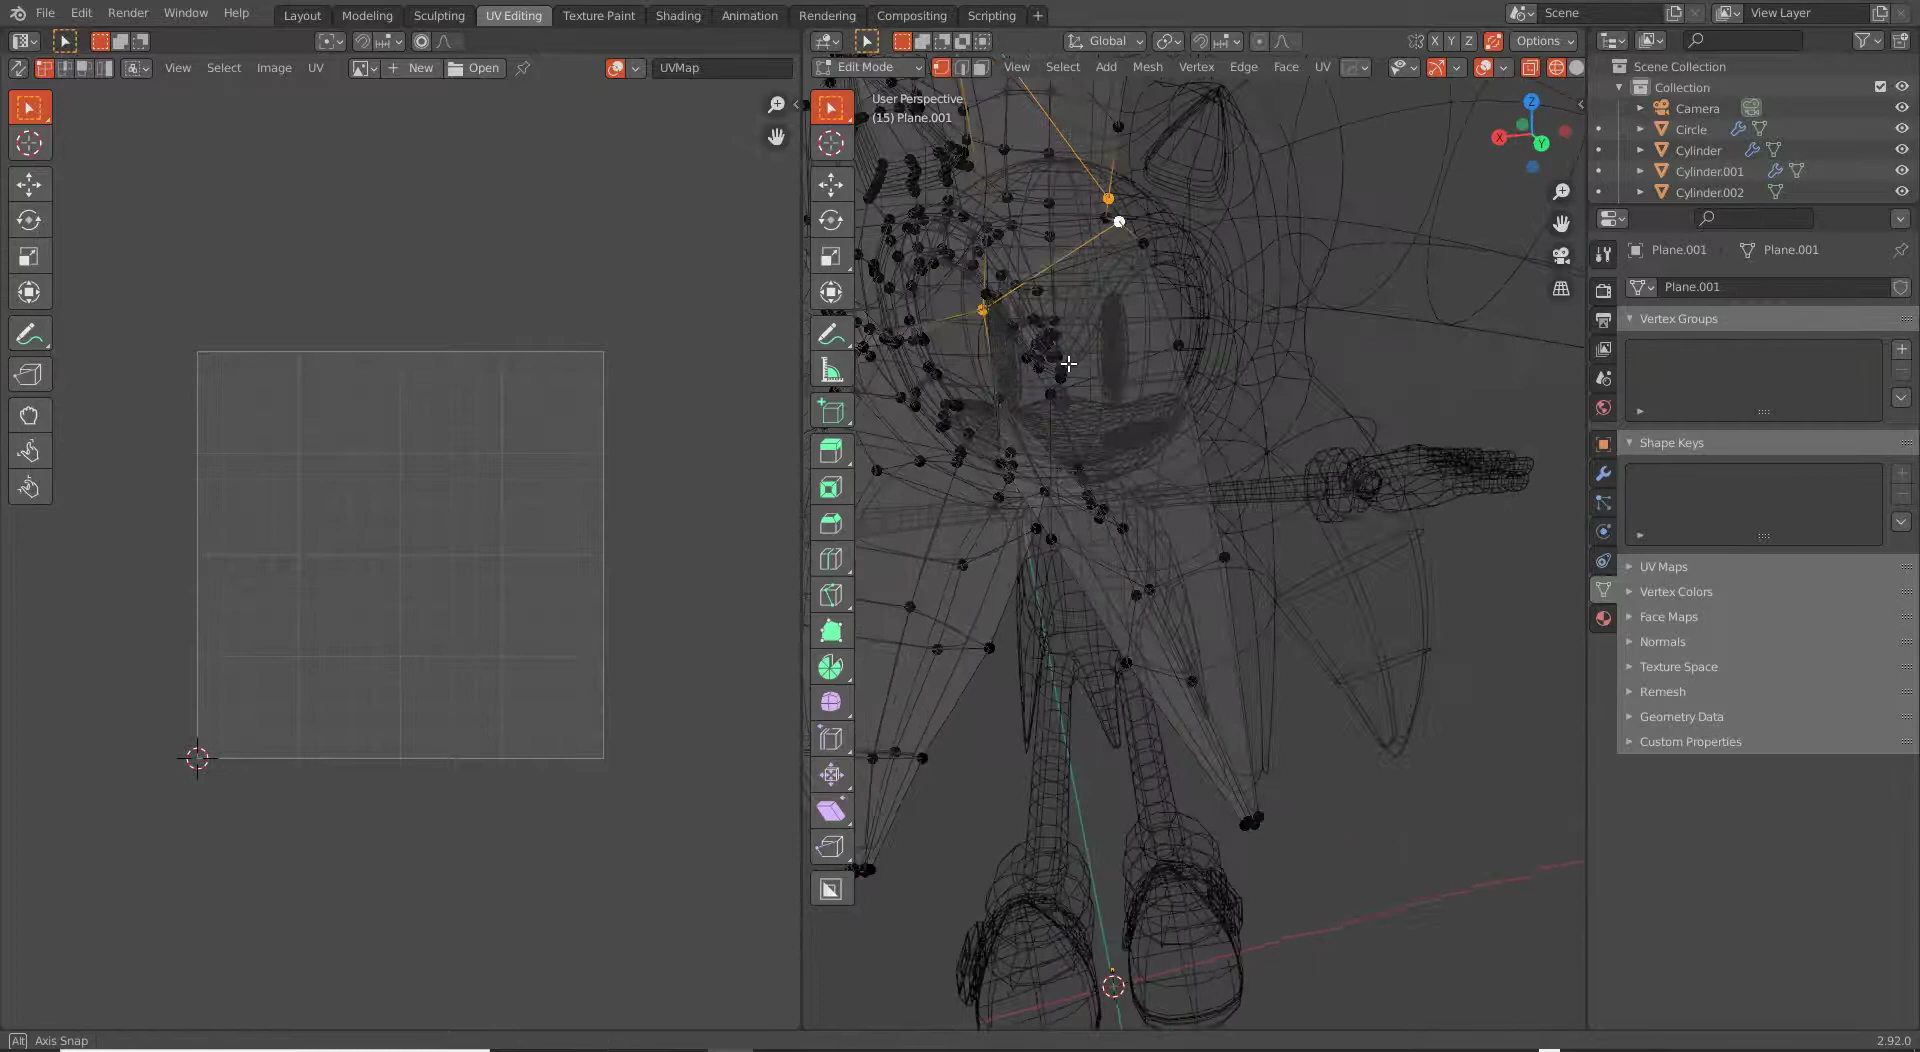 File Edit Render Window Help Layout Modeling Sculpting UV Editing Texture Paint Shading Animation Rendering Compositing Scripting + Scene View Layer
Global X Y Z Options
View Select Image UV + New Open UVMap Edit Mode View Select Add Mesh Vertex Edge Face UV
User Perspective
(15) Plane.001
Z
X
Y
Scene Collection
Collection
Camera
Circle
Cylinder
Cylinder.001
Cylinder.002
Plane.001 Plane.001
Plane.001
Vertex Groups
Shape Keys
UV Maps
Vertex Colors
Face Maps
Normals
Texture Space
Remesh
Geometry Data
Custom Properties
Alt Axis Snap 2.92.0